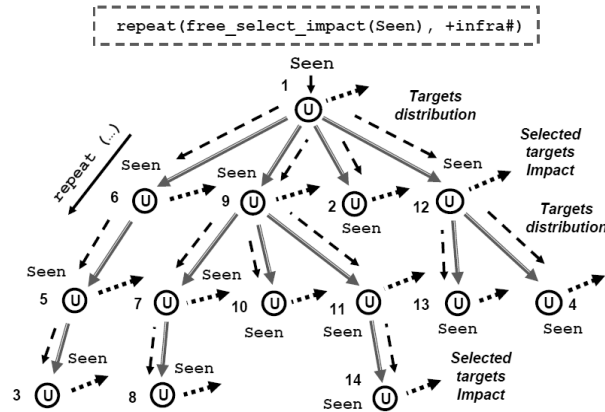 repeat(free_select_impact(Seen), +infra#)
Seen
1
U
Targets
distribution
Selected
targets
Impact
repeat (…)
Seen
Seen
Seen
6
U
9
U
2
U
12
U
Seen
Targets
distribution
Seen
Seen
5
U
7
U
10
U
11
U
13
U
4
U
Seen
Seen
Seen
Seen
Seen
Seen
3
U
8
U
14
U
Seen
Selected
targets
Impact